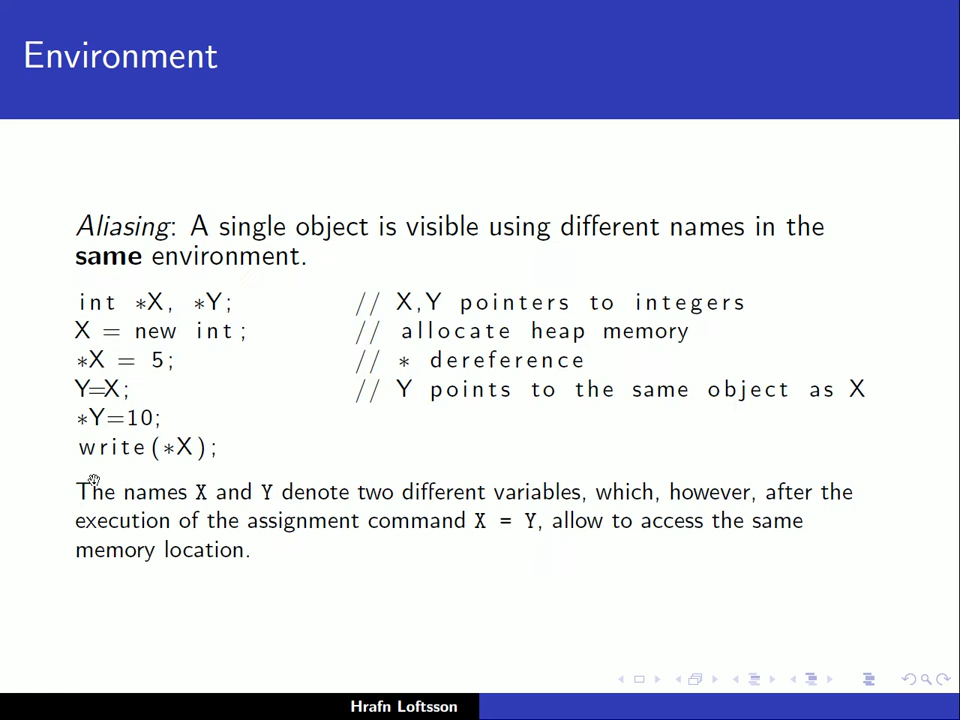 Environment
Aliasing: A single object is visible using different names in the
same environment.
int *X, *Y; // X,Y pointers to integers
X = new int; // allocate heap memory
*X = 5; // * dereference
Y=X; // Y points to the same object as X
*Y=10;
write(*X);
The names X and Y denote two different variables, which, however, after the
execution of the assignment command X = Y, allow to access the same
memory location.
Hrafn Loftsson